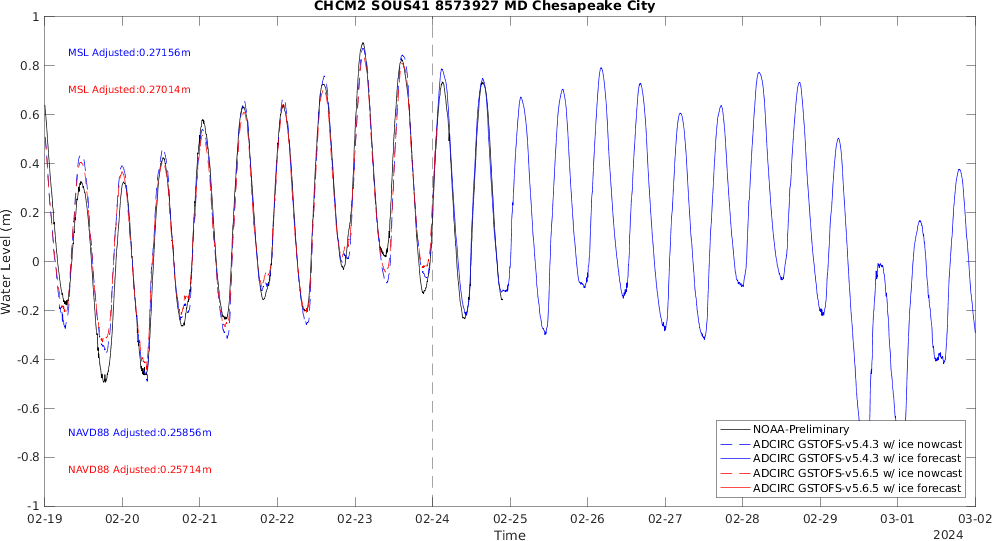 CHCM2 SOUS41 8573927 MD Chesapeake City
1
0.8
0.6
0.4
0.2
0
-0.2
-0.4
-0.6
-0.8
-1
Water Level (m)
MSL Adjusted:0.27156m
MSL Adjusted:0.27014m
NAVD88 Adjusted:0.25856m
NAVD88 Adjusted:0.25714m
NOAA-Preliminary
ADCIRC GSTOFS-v5.4.3 w/ ice nowcast
ADCIRC GSTOFS-v5.4.3 w/ ice forecast
ADCIRC GSTOFS-v5.6.5 w/ ice nowcast
ADCIRC GSTOFS-v5.6.5 w/ ice forecast
02-19 02-20 02-21 02-22 02-23 02-24 02-25 02-26 02-27 02-28 02-29 03-01 03-02
Time
2024